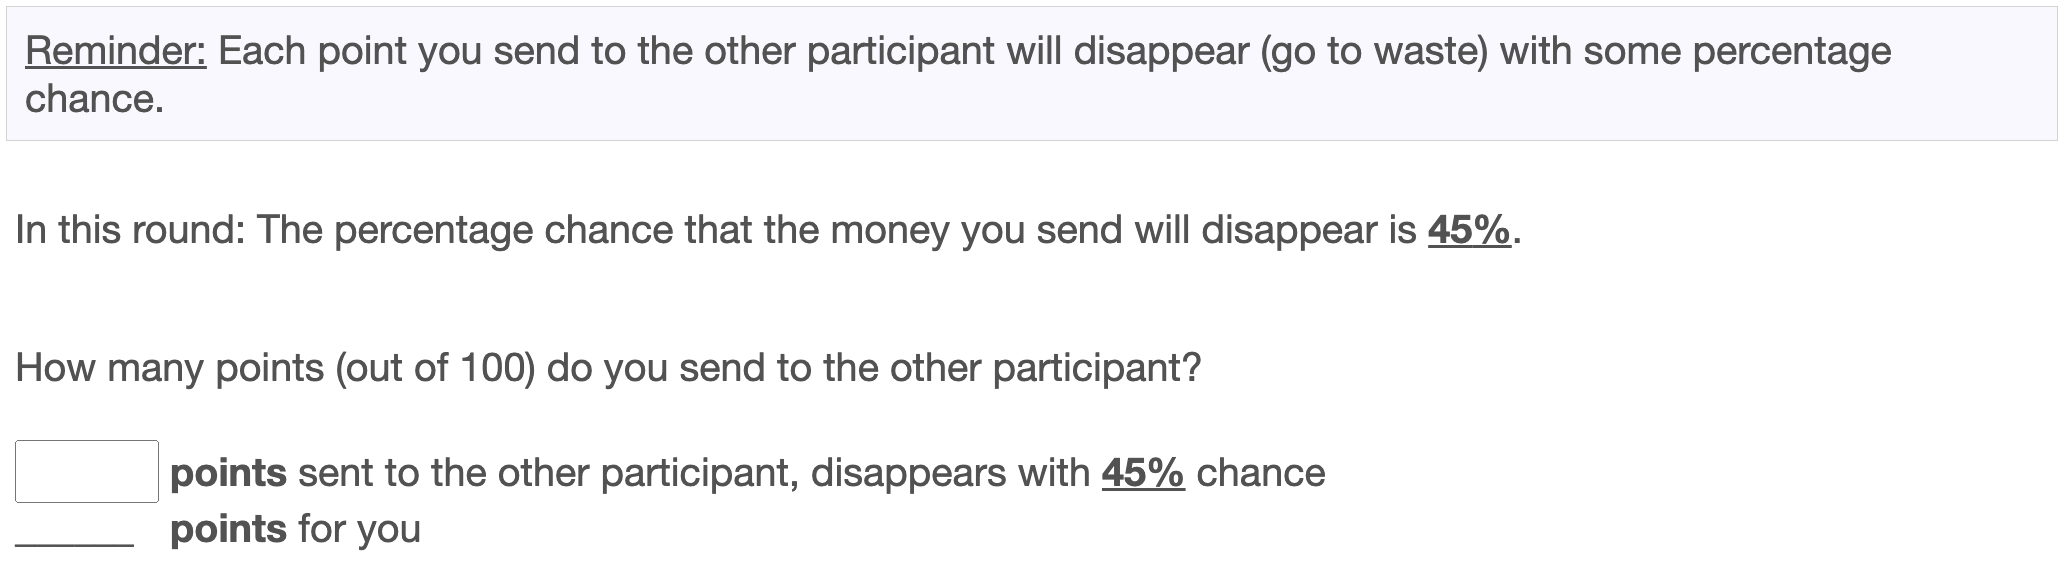 Reminder: Each point you send to the other participant will disappear (go to waste) with some percentage
chance.
In this round: The percentage chance that the money you send will disappear is 45%.
How many points (out of 100) do you send to the other participant?
points sent to the other participant, disappears with 45% chance
______ points for you